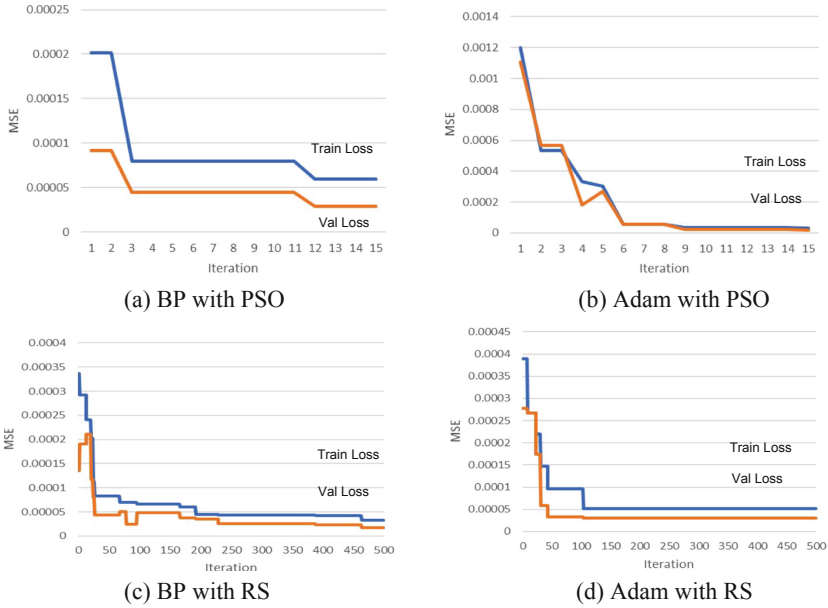 0.00025
0.0002
0.00015
0.0001
0.00005
0
MSE
Train Loss
Val Loss
1 2 3 4 5 6 7 8 9 10 11 12 13 14 15
Iteration
(a) BP with PSO
0.0014
0.0012
0.001
0.0008
0.0006
0.0004
0.0002
0
MSE
Train Loss
Val Loss
1 2 3 4 5 6 7 8 9 10 11 12 13 14 15
Iteration
(b) Adam with PSO
0.0004
0.00035
0.0003
0.00025
0.0002
0.00015
0.0001
0.00005
0
MSE
Train Loss
Val Loss
0 50 100 150 200 250 300 350 400 450 500
Iteration
(c) BP with RS
0.00045
0.0004
0.00035
0.0003
0.00025
0.0002
0.00015
0.0001
0.00005
0
MSE
Train Loss
Val Loss
0 50 100 150 200 250 300 350 400 450 500
Iteration
(d) Adam with RS